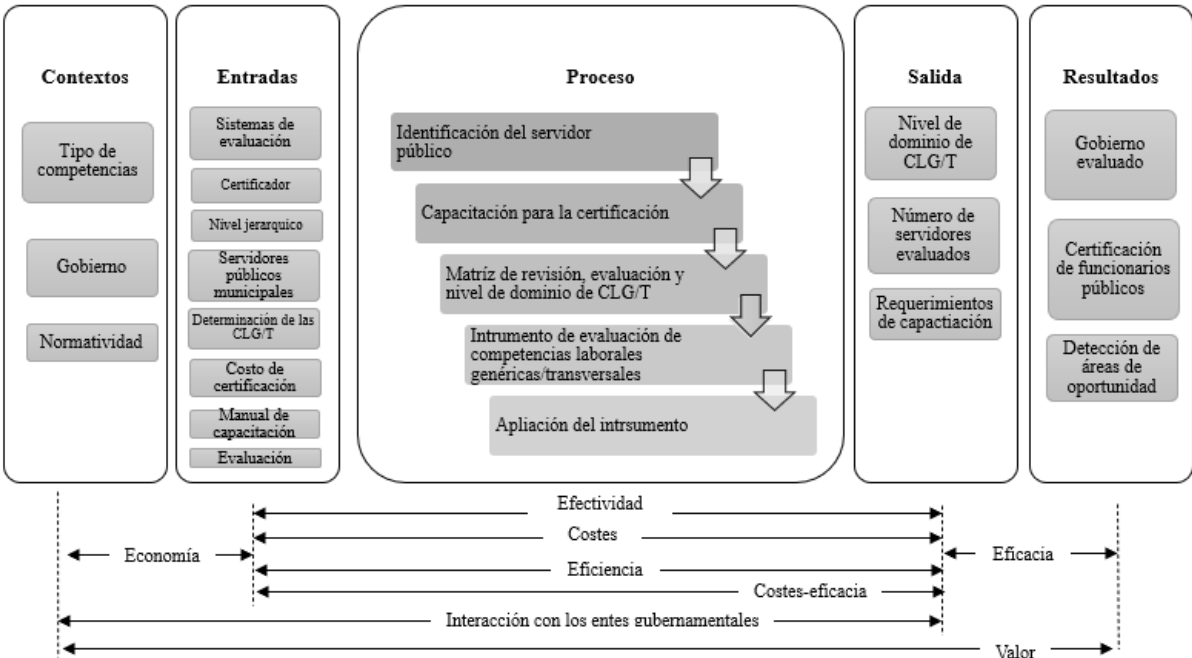 Contextos
Tipo de
competencias
Gobierno
Normatividad
Entradas
Sistemas de
evaluación
Certificador
Nivel jerarquico
Servidores
públicos
municipales
Determinación de las
CLG/T
Costo de
certificación
Manual de
capacitación
Evaluación
Proceso
Identificación del servidor
público
Capacitación para la certificación
Matríz de revisión, evaluación y
nivel de dominio de CLG/T
Intrumento de evaluación de
competencias laborales
genéricas/transversales
Apliación del intrsumento
Salida
Nivel de
dominio de
CLG/T
Número de
servidores
evaluados
Requerimientos
de capactiación
Resultados
Gobierno
evaluado
Certificación
de funcionarios
públicos
Detección de
áreas de
oportunidad
Efectividad
Costes
Economía
Eficacia
Eficiencia
Costes-eficacia
Interacción con los entes gubernamentales
Valor